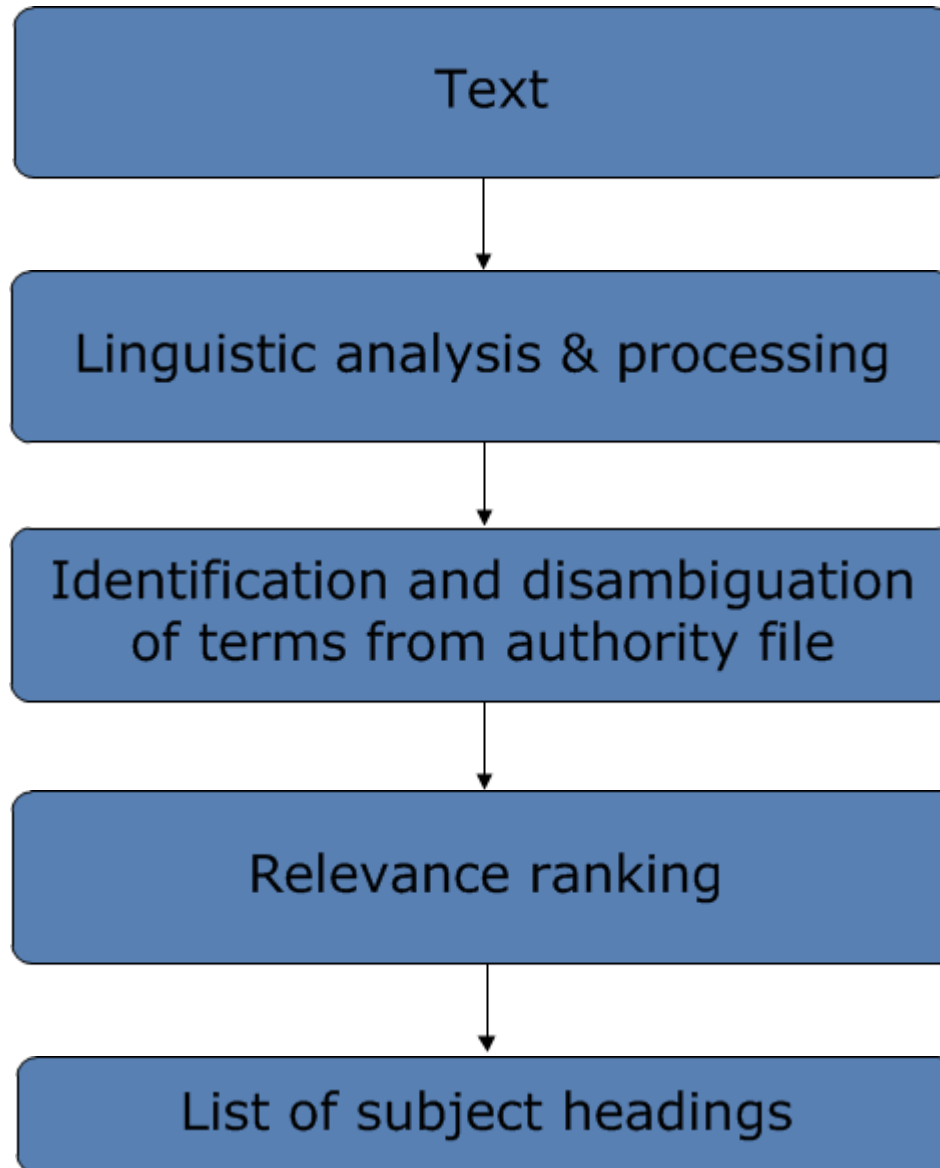 Text
Linguistic analysis & processing
Identification and disambiguation
of terms from authority file
Relevance ranking
List of subject headings